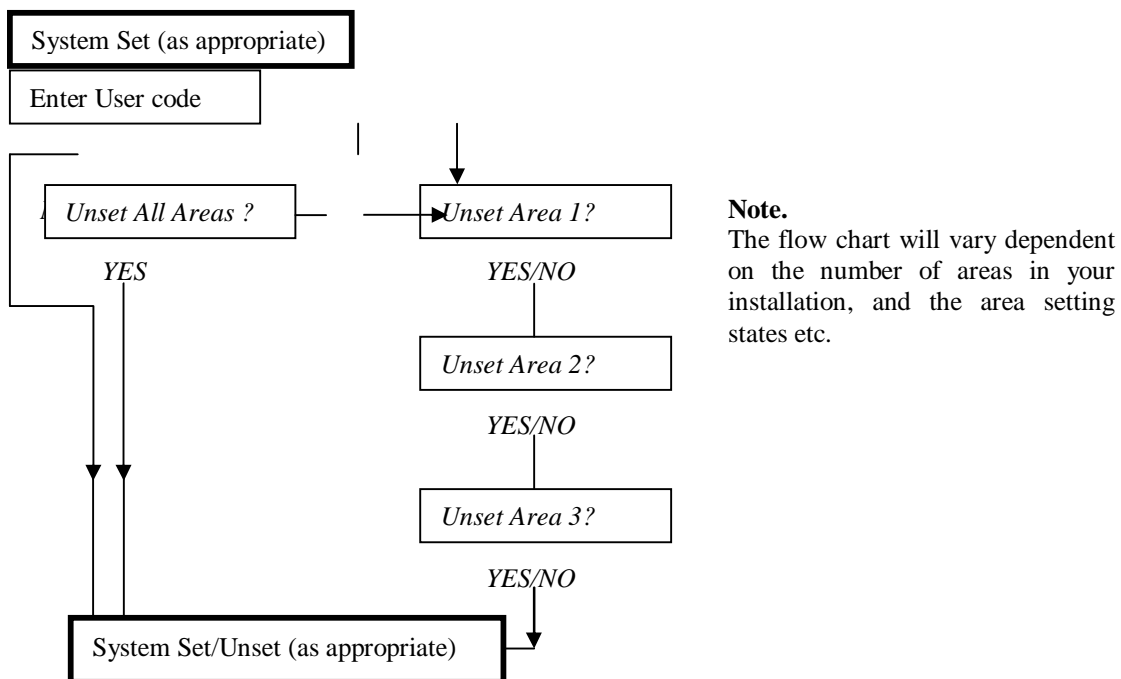 System Set (as appropriate)
Enter User code
Unset All Areas ?
Unset Area 1?
YES
YES/NO
Unset Area 2?
YES/NO
Unset Area 3?
YES/NO
System Set/Unset (as appropriate)
Note.
The flow chart will vary dependent
on the number of areas in your
installation, and the area setting
states etc.